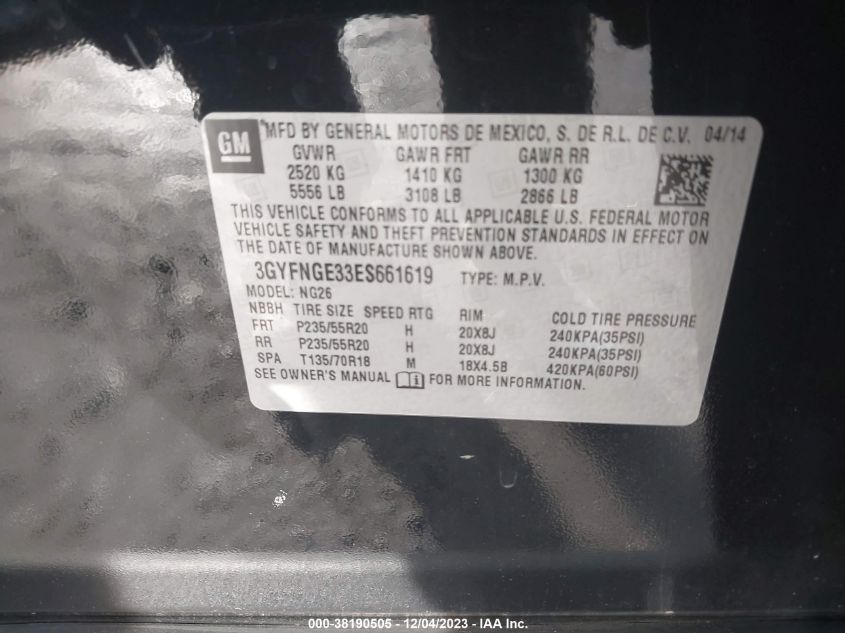 GM
MFD BY GENERAL MOTORS DE MEXICO, S. DE R.L. DE C.V. 04/14
GVWR GAWR FRT GAWR RR
2520 KG 1410 KG 1300 KG
5556 LB 3108 LB 2866 LB
THIS VEHICLE CONFORMS TO ALL APPLICABLE U.S. FEDERAL MOTOR
VEHICLE SAFETY AND THEFT PREVENTION STANDARDS IN EFFECT ON
THE DATE OF MANUFACTURE SHOWN ABOVE.
3GYFNGE33ES661619 TYPE: M.P.V.
MODEL: NG26
NBBH TIRE SIZE SPEED RTG RIM COLD TIRE PRESSURE
FRT P235/55R20 H 20X8J 240KPA(35PSI)
RR P235/55R20 H 20X8J 240KPA(35PSI)
SPA T135/70R18 M 18X4.5B 420KPA(60PSI)
SEE OWNER'S MANUAL FOR MORE INFORMATION.
000-38190505 - 12/04/2023 - IAA Inc.